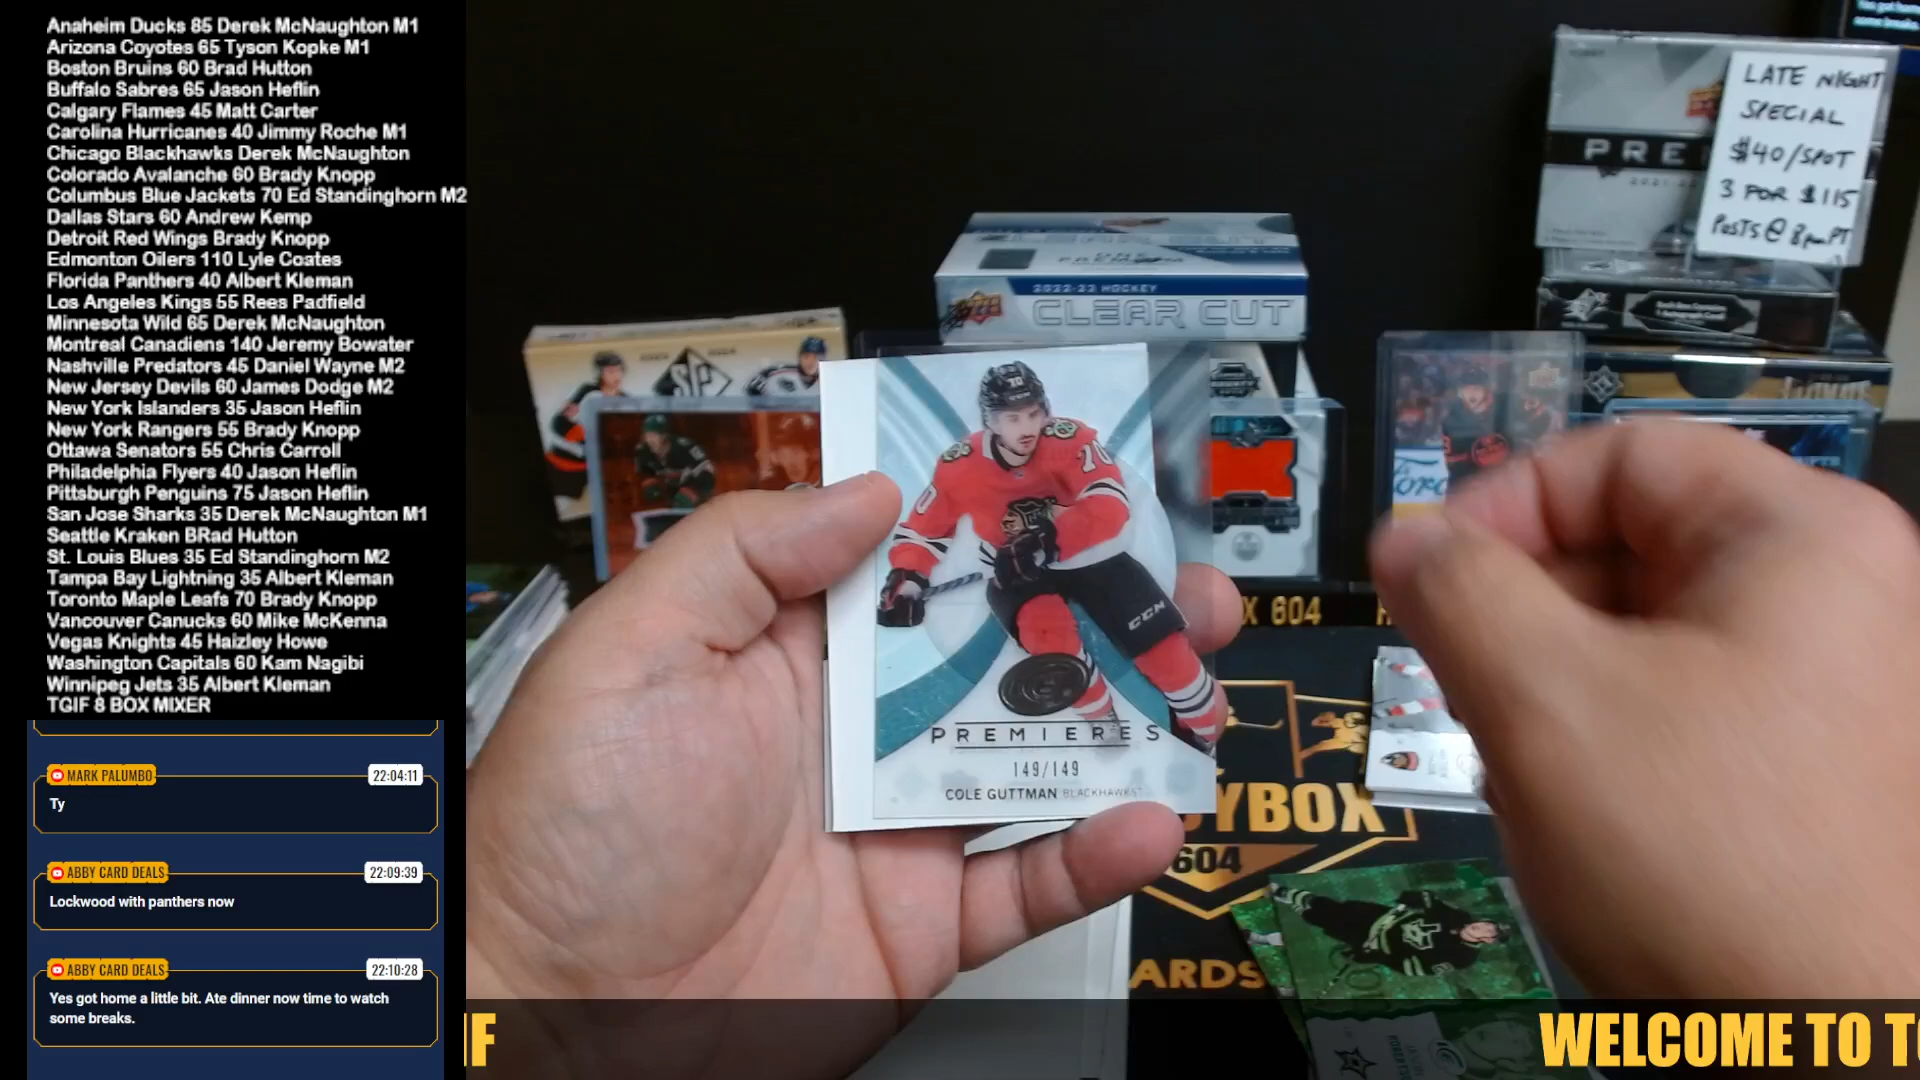 Anaheim Ducks 85 Derek McNaughton M1
Arizona Coyotes 65 Tyson Kopke M1
Boston Bruins 60 Brad Hutton
Buffalo Sabres 65 Jason Heflin
Calgary Flames 45 Matt Carter
Carolina Hurricanes 40 Jimmy Roche M1
Chicago Blackhawks Derek McNaughton
Colorado Avalanche 60 Brady Knopp
Columbus Blue Jackets 70 Ed Standinghorn M2
Dallas Stars 60 Andrew Kemp
Detroit Red Wings Brady Knopp
Edmonton Oilers 110 Lyle Coates
Florida Panthers 40 Albert Kleman
Los Angeles Kings 55 Rees Padfield
Minnesota Wild 65 Derek McNaughton
Montreal Canadiens 140 Jeremy Bowater
Nashville Predators 45 Daniel Wayne M2
New Jersey Devils 60 James Dodge M2
New York Islanders 35 Jason Heflin
New York Rangers 55 Brady Knopp
Ottawa Senators 55 Chris Carroll
Philadelphia Flyers 40 Jason Heflin
Pittsburgh Penguins 75 Jason Heflin
San Jose Sharks 35 Derek McNaughton M1
Seattle Kraken BRad Hutton
St. Louis Blues 35 Ed Standinghorn M2
Tampa Bay Lightning 35 Albert Kleman
Toronto Maple Leafs 70 Brady Knopp
Vancouver Canucks 60 Mike McKenna
Vegas Knights 45 Haizley Howe
Washington Capitals 60 Kam Nagibi
Winnipeg Jets 35 Albert Kleman
TGIF 8 BOX MIXER
MARK PALUMBO 22:04:11
Ty
ABBY CARD DEALS 22:09:39
Lockwood with panthers now
ABBY CARD DEALS 22:10:28
Yes got home a little bit. Ate dinner now time to watch
some breaks.
LATE NIGHT
SPECIAL
$40/SPOT
3 FOR $115
POSTS @ 8pm PT
PRE
2022-23 HOCKEY
CLEAR CUT
SP
70
10
CCM
PREMIERES
149/149
COLE GUTTMAN BLACKHAWKS
X 604
YBOX
604
ARDS
IF
WELCOME TO T